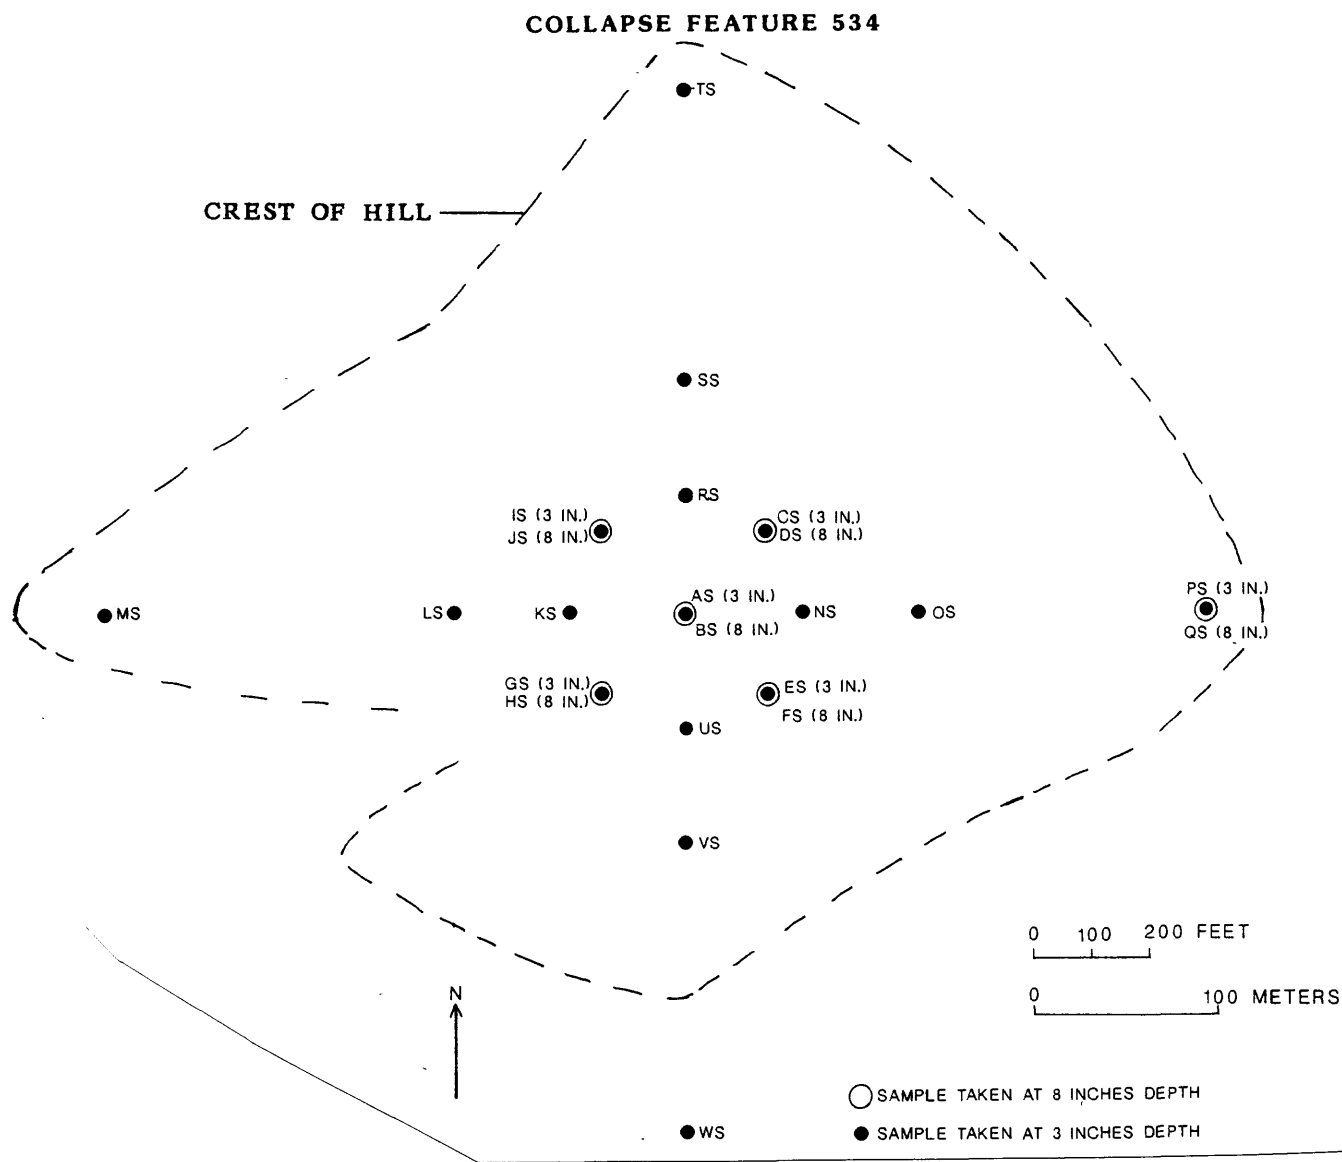 COLLAPSE FEATURE 534
TS
CREST OF HILL
SS
RS
IS (3 IN.)
JS (8 IN.)
CS (3 IN.)
DS (8 IN.)
MS
LS
KS
AS (3 IN.)
BS (8 IN.)
NS
OS
PS (3 IN.)
QS (8 IN.)
GS (3 IN.)
HS (8 IN.)
ES (3 IN.)
FS (8 IN.)
US
VS
0 100 200 FEET
N
0 100 METERS
SAMPLE TAKEN AT 8 INCHES DEPTH
WS
SAMPLE TAKEN AT 3 INCHES DEPTH